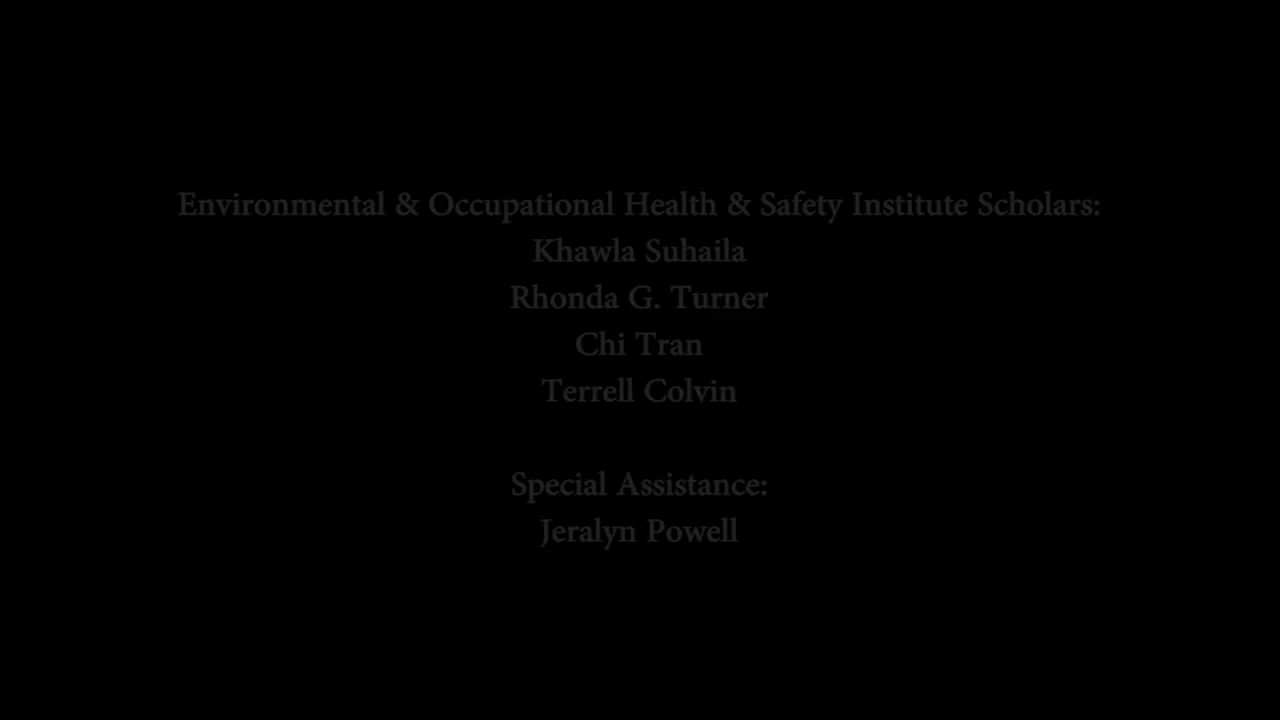 Environmental & Occupational Health & Safety Institute Scholars:
Khawla Suhaila
Rhonda G. Turner
Chi Tran
Terrell Colvin
Special Assistance:
Jeralyn Powell